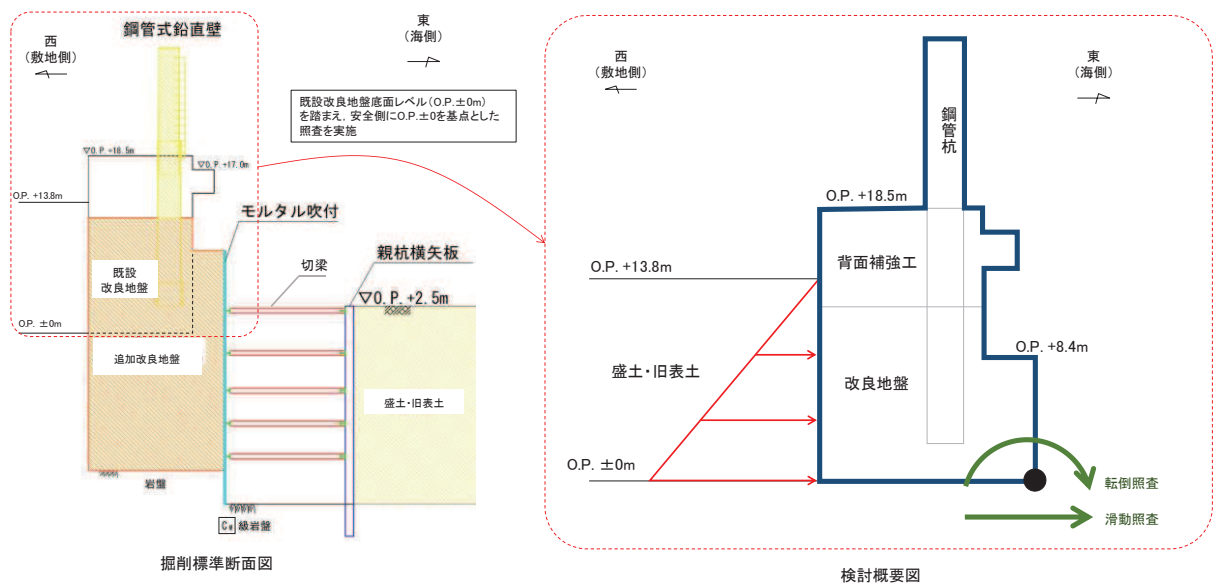 鋼管式鉛直壁
西
(敷地側)
東
(海側)
既設改良地盤底面レベル(O.P.±0m)
を踏まえ,安全側にO.P.±0を基点とした
照査を実施
▽O.P.+18.5m
▽O.P.+17.0m
O.P. +13.8m
モルタル吹付
親杭横矢板
切梁
▽O.P.+2.5m
既設
改良地盤
O.P. ±0m
追加改良地盤
盛土・旧表土
岩盤
CM 級岩盤
掘削標準断面図
西
(敷地側)
東
(海側)
鋼管杭
O.P. +18.5m
背面補強工
O.P. +13.8m
O.P. +8.4m
盛土・旧表土
改良地盤
O.P. ±0m
転倒照査
滑動照査
検討概要図